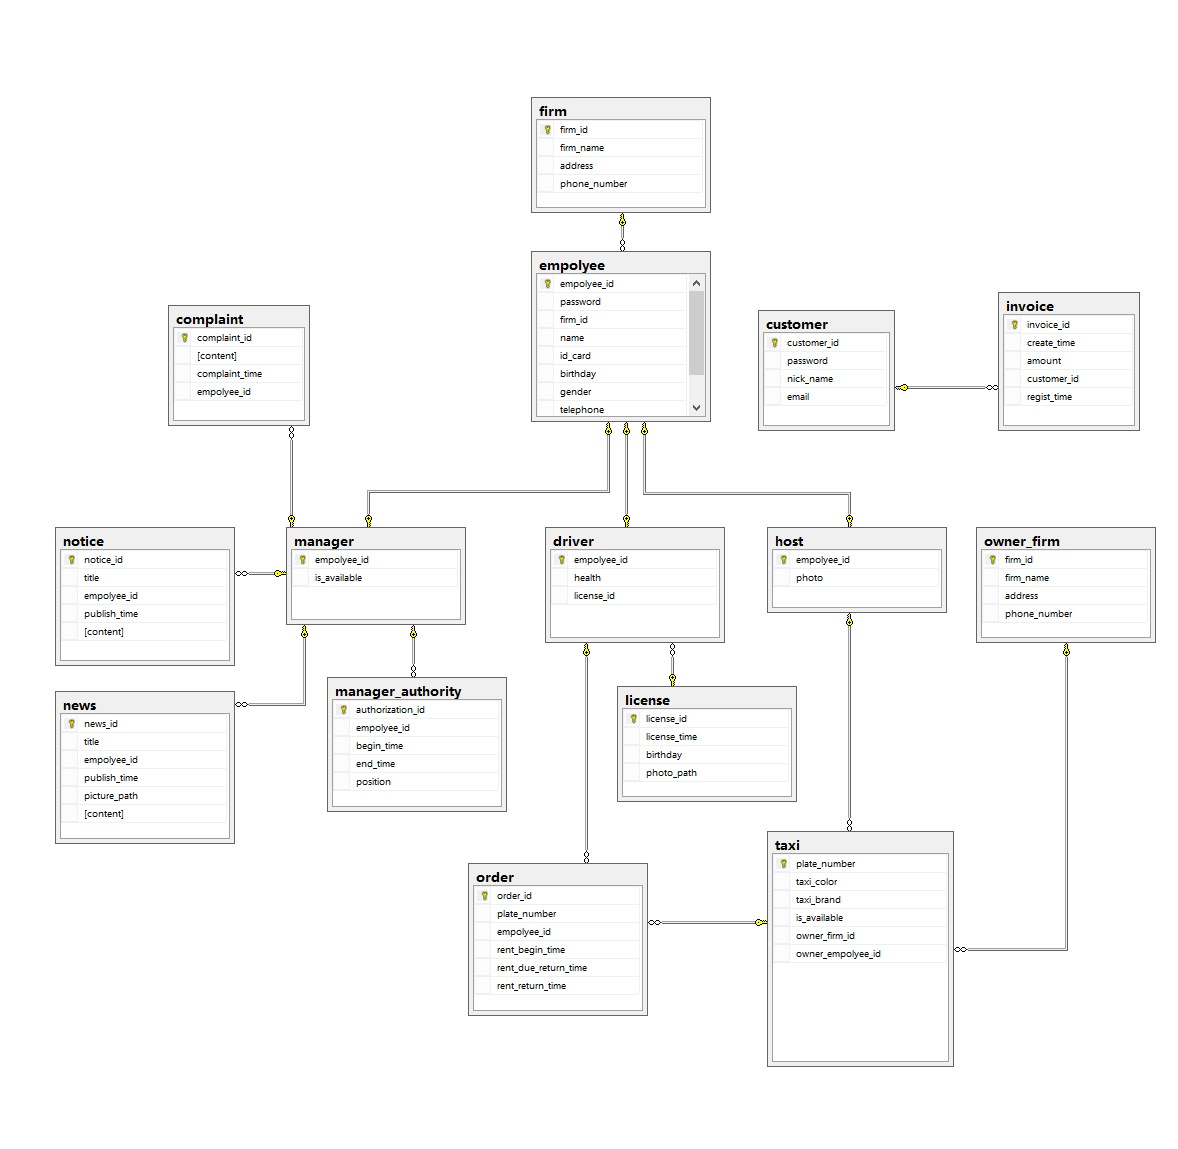 firm
firm_id
firm_name
address
phone_number
empolyee
empolyee_id
password
firm_id
name
id_card
birthday
gender
telephone
complaint
complaint_id
[content]
complaint_time
empolyee_id
customer
customer_id
password
nick_name
email
invoice
invoice_id
create_time
amount
customer_id
regist_time
notice
notice_id
title
empolyee_id
publish_time
[content]
manager
empolyee_id
is_available
driver
empolyee_id
health
license_id
host
empolyee_id
photo
owner_firm
firm_id
firm_name
address
phone_number
news
news_id
title
empolyee_id
publish_time
picture_path
[content]
manager_authority
authorization_id
empolyee_id
begin_time
end_time
position
license
license_id
license_time
birthday
photo_path
order
order_id
plate_number
empolyee_id
rent_begin_time
rent_due_return_time
rent_return_time
taxi
plate_number
taxi_color
taxi_brand
is_available
owner_firm_id
owner_empolyee_id